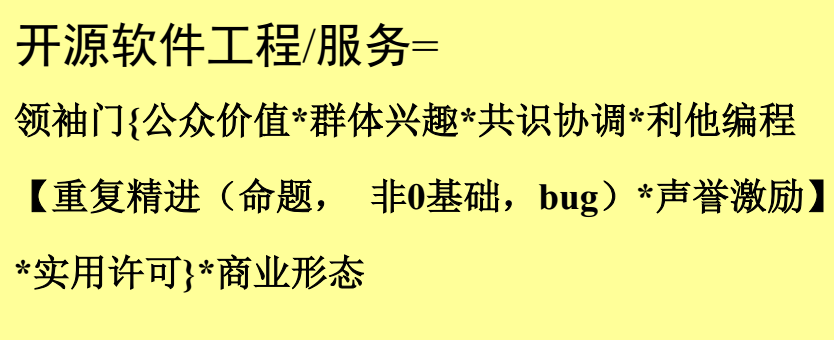 开源软件工程/服务=
领袖门{公众价值*群体兴趣*共识协调*利他编程
【重复精进（命题， 非0基础，bug）*声誉激励】
*实用许可}*商业形态